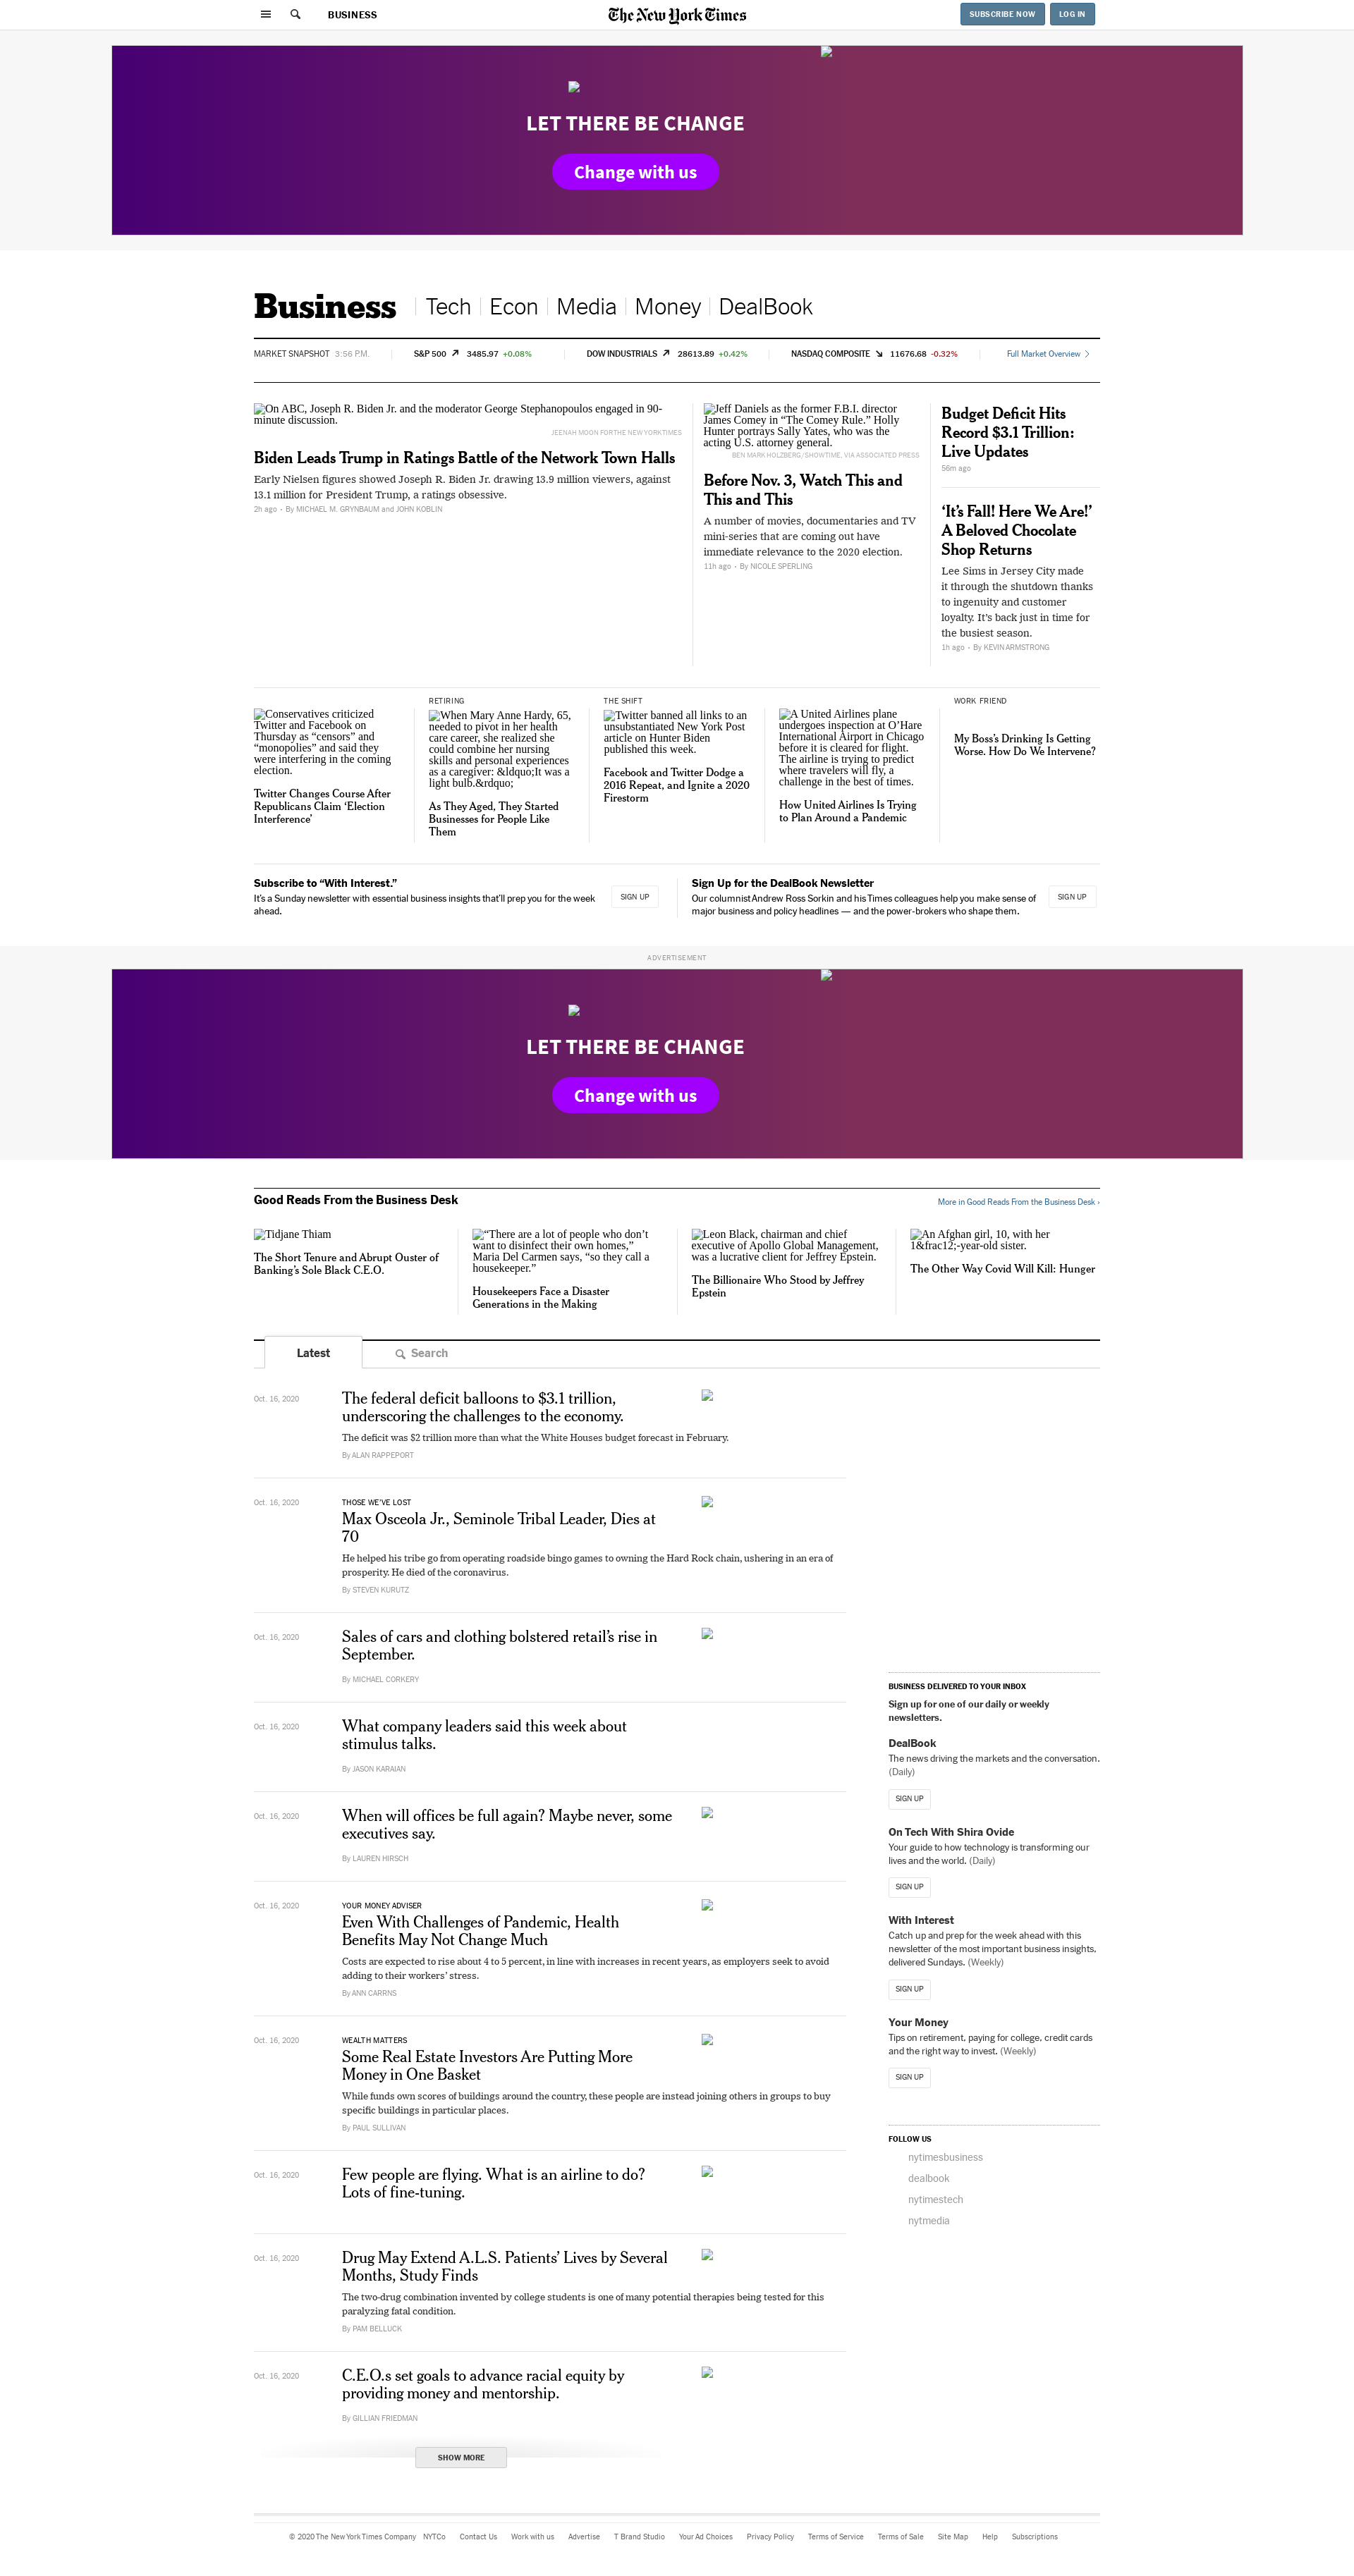 BUSINESS
The New York Times
SUBSCRIBE NOW
LOG IN
LET THERE BE CHANGE
Change with us
Business
Tech
Econ
Media
Money
DealBook
MARKET SNAPSHOT 3:56 P.M.
S&P 500 3485.97 +0.08%
DOW INDUSTRIALS 28613.89 +0.42%
NASDAQ COMPOSITE 11676.68 -0.32%
Full Market Overview
On ABC, Joseph R. Biden Jr. and the moderator George Stephanopoulos engaged in 90-
minute discussion.
JEENAH MOON FOR THE NEW YORK TIMES
Biden Leads Trump in Ratings Battle of the Network Town Halls
Early Nielsen figures showed Joseph R. Biden Jr. drawing 13.9 million viewers, against
13.1 million for President Trump, a ratings obsessive.
2h ago • By MICHAEL M. GRYNBAUM and JOHN KOBLIN
Jeff Daniels as the former F.B.I. director
James Comey in “The Comey Rule.” Holly
Hunter portrays Sally Yates, who was the
acting U.S. attorney general.
BEN MARK HOLZBERG/SHOWTIME, VIA ASSOCIATED PRESS
Before Nov. 3, Watch This and
This and This
A number of movies, documentaries and TV
mini-series that are coming out have
immediate relevance to the 2020 election.
11h ago • By NICOLE SPERLING
Budget Deficit Hits
Record $3.1 Trillion:
Live Updates
56m ago
‘It’s Fall! Here We Are!’
A Beloved Chocolate
Shop Returns
Lee Sims in Jersey City made
it through the shutdown thanks
to ingenuity and customer
loyalty. It’s back just in time for
the busiest season.
1h ago • By KEVIN ARMSTRONG
Conservatives criticized
Twitter and Facebook on
Thursday as “censors” and
“monopolies” and said they
were interfering in the coming
election.
Twitter Changes Course After
Republicans Claim ‘Election
Interference’
RETIRING
When Mary Anne Hardy, 65,
needed to pivot in her health
care career, she realized she
could combine her nursing
skills and personal experiences
as a caregiver: &ldquo;It was a
light bulb.&rdquo;
As They Aged, They Started
Businesses for People Like
Them
THE SHIFT
Twitter banned all links to an
unsubstantiated New York Post
article on Hunter Biden
published this week.
Facebook and Twitter Dodge a
2016 Repeat, and Ignite a 2020
Firestorm
A United Airlines plane
undergoes inspection at O’Hare
International Airport in Chicago
before it is cleared for flight.
The airline is trying to predict
where travelers will fly, a
challenge in the best of times.
How United Airlines Is Trying
to Plan Around a Pandemic
WORK FRIEND
My Boss’s Drinking Is Getting
Worse. How Do We Intervene?
Subscribe to “With Interest.”
It’s a Sunday newsletter with essential business insights that’ll prep you for the week
ahead.
SIGN UP
Sign Up for the DealBook Newsletter
Our columnist Andrew Ross Sorkin and his Times colleagues help you make sense of
major business and policy headlines — and the power-brokers who shape them.
SIGN UP
ADVERTISEMENT
LET THERE BE CHANGE
Change with us
Good Reads From the Business Desk
More in Good Reads From the Business Desk ›
Tidjane Thiam
The Short Tenure and Abrupt Ouster of
Banking’s Sole Black C.E.O.
“There are a lot of people who don’t
want to disinfect their own homes,”
Maria Del Carmen says, “so they call a
housekeeper.”
Housekeepers Face a Disaster
Generations in the Making
Leon Black, chairman and chief
executive of Apollo Global Management,
was a lucrative client for Jeffrey Epstein.
The Billionaire Who Stood by Jeffrey
Epstein
An Afghan girl, 10, with her
1&frac12;-year-old sister.
The Other Way Covid Will Kill: Hunger
Latest
Search
Oct. 16, 2020
The federal deficit balloons to $3.1 trillion,
underscoring the challenges to the economy.
The deficit was $2 trillion more than what the White Houses budget forecast in February.
By ALAN RAPPEPORT
Oct. 16, 2020
THOSE WE’VE LOST
Max Osceola Jr., Seminole Tribal Leader, Dies at
70
He helped his tribe go from operating roadside bingo games to owning the Hard Rock chain, ushering in an era of
prosperity. He died of the coronavirus.
By STEVEN KURUTZ
Oct. 16, 2020
Sales of cars and clothing bolstered retail’s rise in
September.
By MICHAEL CORKERY
Oct. 16, 2020
What company leaders said this week about
stimulus talks.
By JASON KARAIAN
Oct. 16, 2020
When will offices be full again? Maybe never, some
executives say.
By LAUREN HIRSCH
Oct. 16, 2020
YOUR MONEY ADVISER
Even With Challenges of Pandemic, Health
Benefits May Not Change Much
Costs are expected to rise about 4 to 5 percent, in line with increases in recent years, as employers seek to avoid
adding to their workers’ stress.
By ANN CARRNS
Oct. 16, 2020
WEALTH MATTERS
Some Real Estate Investors Are Putting More
Money in One Basket
While funds own scores of buildings around the country, these people are instead joining others in groups to buy
specific buildings in particular places.
By PAUL SULLIVAN
Oct. 16, 2020
Few people are flying. What is an airline to do?
Lots of fine-tuning.
Oct. 16, 2020
Drug May Extend A.L.S. Patients’ Lives by Several
Months, Study Finds
The two-drug combination invented by college students is one of many potential therapies being tested for this
paralyzing fatal condition.
By PAM BELLUCK
Oct. 16, 2020
C.E.O.s set goals to advance racial equity by
providing money and mentorship.
By GILLIAN FRIEDMAN
SHOW MORE
BUSINESS DELIVERED TO YOUR INBOX
Sign up for one of our daily or weekly
newsletters.
DealBook
The news driving the markets and the conversation.
(Daily)
SIGN UP
On Tech With Shira Ovide
Your guide to how technology is transforming our
lives and the world. (Daily)
SIGN UP
With Interest
Catch up and prep for the week ahead with this
newsletter of the most important business insights,
delivered Sundays. (Weekly)
SIGN UP
Your Money
Tips on retirement, paying for college, credit cards
and the right way to invest. (Weekly)
SIGN UP
FOLLOW US
nytimesbusiness
dealbook
nytimestech
nytmedia
© 2020 The New York Times Company NYTCo Contact Us Work with us Advertise T Brand Studio Your Ad Choices Privacy Policy Terms of Service Terms of Sale Site Map Help Subscriptions